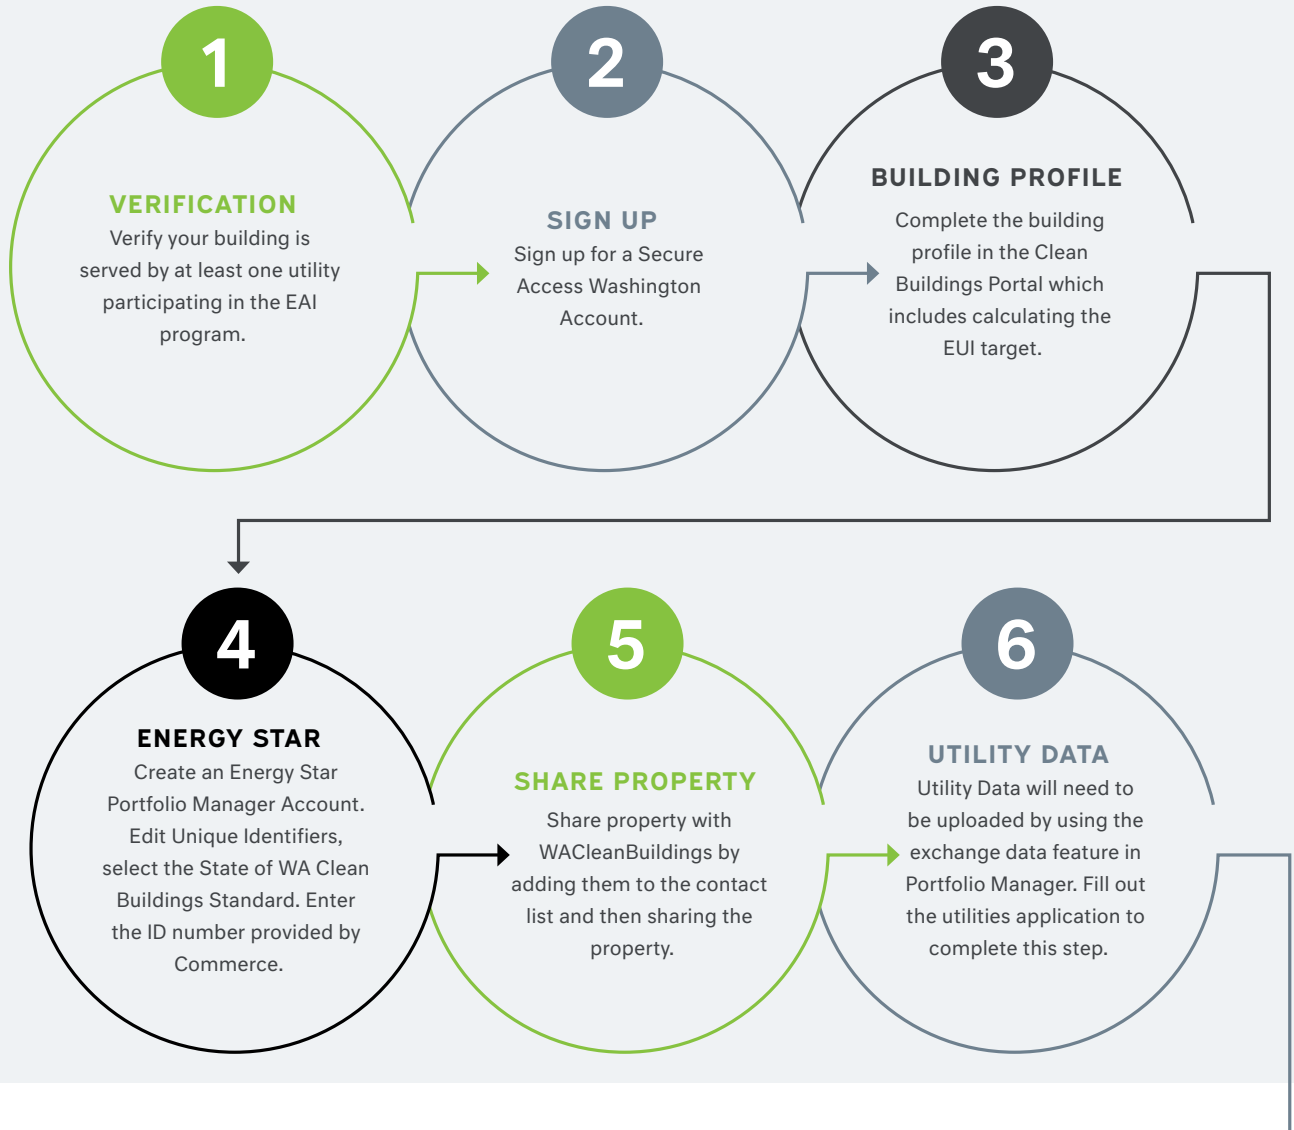 1
VERIFICATION
Verify your building is
served by at least one utility
participating in the EAI
program.
2
SIGN UP
Sign up for a Secure
Access Washington
Account.
3
BUILDING PROFILE
Complete the building
profile in the Clean
Buildings Portal which
includes calculating the
EUI target.
4
ENERGY STAR
Create an Energy Star
Portfolio Manager Account.
Edit Unique Identifiers,
select the State of WA Clean
Buildings Standard. Enter
the ID number provided by
Commerce.
5
SHARE PROPERTY
Share property with
WACleanBuildings by
adding them to the contact
list and then sharing the
property.
6
UTILITY DATA
Utility Data will need to
be uploaded by using the
exchange data feature in
Portfolio Manager. Fill out
the utilities application to
complete this step.